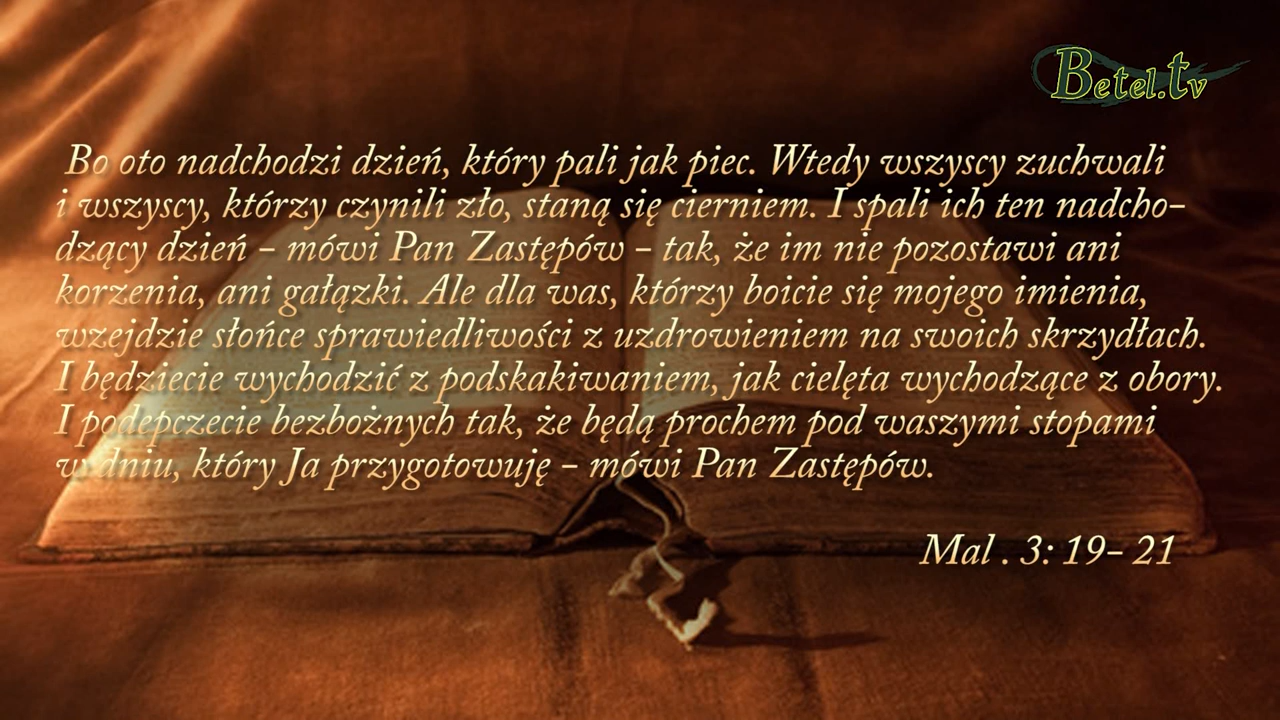 Betel.tv
Bo oto nadchodzi dzień, który pali jak piec. Wtedy wszyscy zuchwali
i wszyscy, którzy czynili zło, staną się cierniem. I spali ich ten nadcho-
dzący dzień - mówi Pan Zastępów - tak, że im nie pozostawi ani
korzenia, ani gałązki. Ale dla was, którzy boicie się mojego imienia,
wzejdzie słońce sprawiedliwości z uzdrowieniem na swoich skrzydłach.
I będziecie wychodzić z podskakiwaniem, jak cielęta wychodzące z obory.
I podepczecie bezbożnych tak, że będą prochem pod waszymi stopami
w dniu, który Ja przygotowuję - mówi Pan Zastępów.
Mal . 3: 19- 21